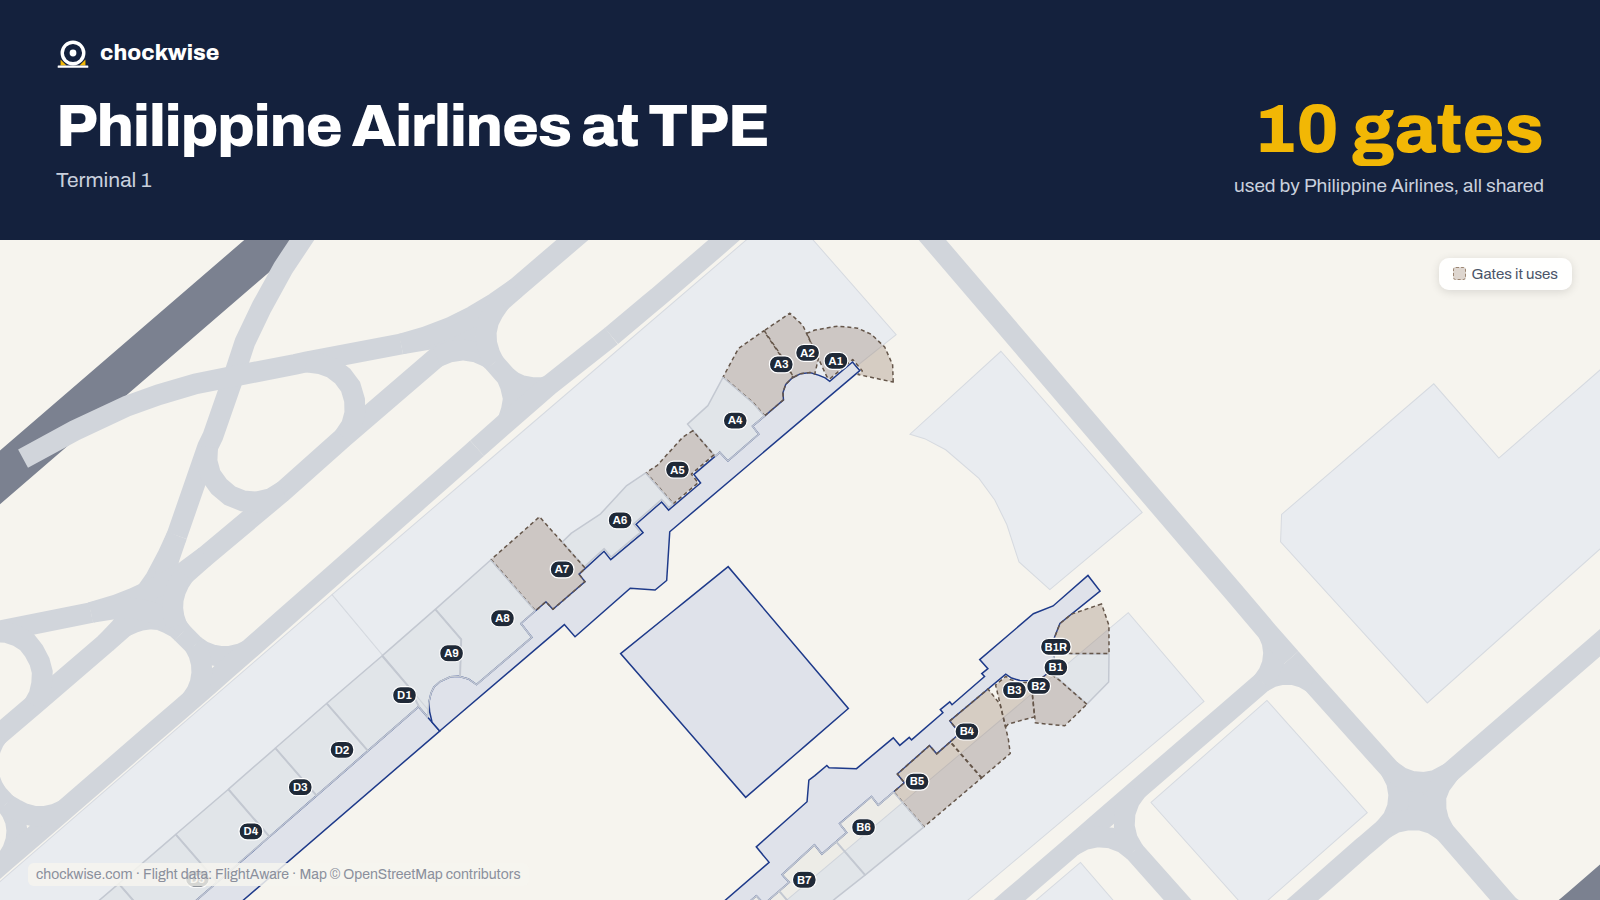 chockwise
Philippine Airlines at TPE
Terminal 1
10 gates
used by Philippine Airlines, all shared
Gates it uses
A1
A2
A3
A4
A5
A6
A7
A8
A9
D1
D2
D3
D4
B1R
B1
B2
B3
B4
B5
B6
B7
chockwise.com · Flight data: FlightAware · Map © OpenStreetMap contributors